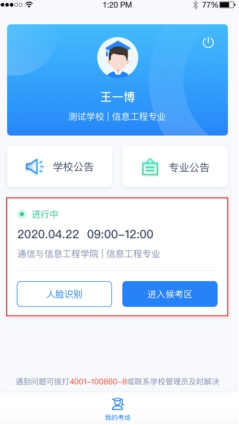 1:20 PM 77%
王一博
测试学校 | 信息工程专业
学校公告 专业公告
进行中
2020.04.22 09:00-12:00
通信与信息工程学院 | 信息工程专业
人脸识别 进入候考区
遇到问题可拨打4001-100860-8或联系学校管理员及时解决
我的考场